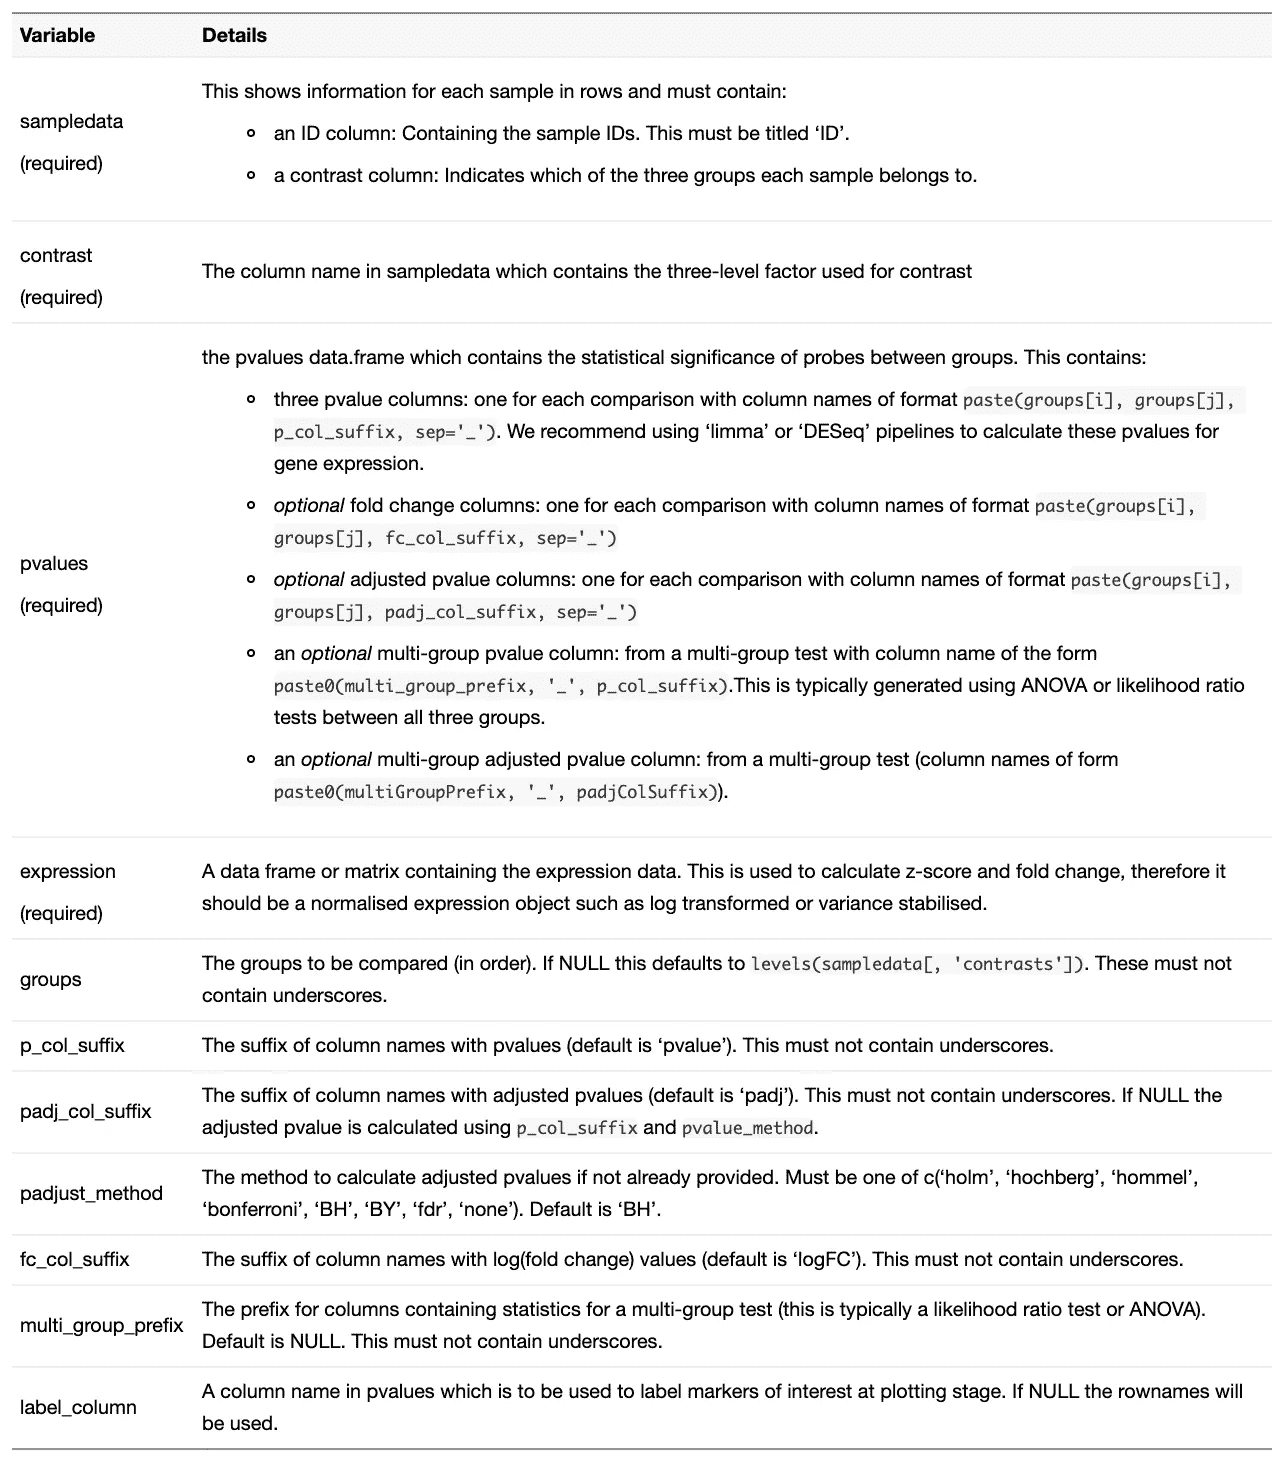 Variable Details
This shows information for each sample in rows and must contain:
sampledata
(required)
an ID column: Containing the sample IDs. This must be titled ‘ID’.
a contrast column: Indicates which of the three groups each sample belongs to.
contrast
(required)
The column name in sampledata which contains the three-level factor used for contrast
pvalues
(required)
the pvalues data.frame which contains the statistical significance of probes between groups. This contains:
three pvalue columns: one for each comparison with column names of format paste(groups[i], groups[j],
p_col_suffix, sep='_'). We recommend using ‘limma’ or ‘DESeq’ pipelines to calculate these pvalues for
gene expression.
optional fold change columns: one for each comparison with column names of format paste(groups[i],
groups[j], fc_col_suffix, sep='_')
optional adjusted pvalue columns: one for each comparison with column names of format paste(groups[i],
groups[j], padj_col_suffix, sep='_')
an optional multi-group pvalue column: from a multi-group test with column name of the form
paste0(multi_group_prefix, '_', p_col_suffix).This is typically generated using ANOVA or likelihood ratio
tests between all three groups.
an optional multi-group adjusted pvalue column: from a multi-group test (column names of form
paste0(multiGroupPrefix, '_', padjColSuffix)).
expression
(required)
A data frame or matrix containing the expression data. This is used to calculate z-score and fold change, therefore it
should be a normalised expression object such as log transformed or variance stabilised.
groups
The groups to be compared (in order). If NULL this defaults to levels(sampledata[, 'contrasts']). These must not
contain underscores.
p_col_suffix The suffix of column names with pvalues (default is ‘pvalue’). This must not contain underscores.
padj_col_suffix
The suffix of column names with adjusted pvalues (default is ‘padj’). This must not contain underscores. If NULL the
adjusted pvalue is calculated using p_col_suffix and pvalue_method.
padjust_method
The method to calculate adjusted pvalues if not already provided. Must be one of c(‘holm’, ‘hochberg’, ‘hommel’,
‘bonferroni’, ‘BH’, ‘BY’, ‘fdr’, ‘none’). Default is ‘BH’.
fc_col_suffix The suffix of column names with log(fold change) values (default is ‘logFC’). This must not contain underscores.
multi_group_prefix
The prefix for columns containing statistics for a multi-group test (this is typically a likelihood ratio test or ANOVA).
Default is NULL. This must not contain underscores.
label_column
A column name in pvalues which is to be used to label markers of interest at plotting stage. If NULL the rownames will
be used.